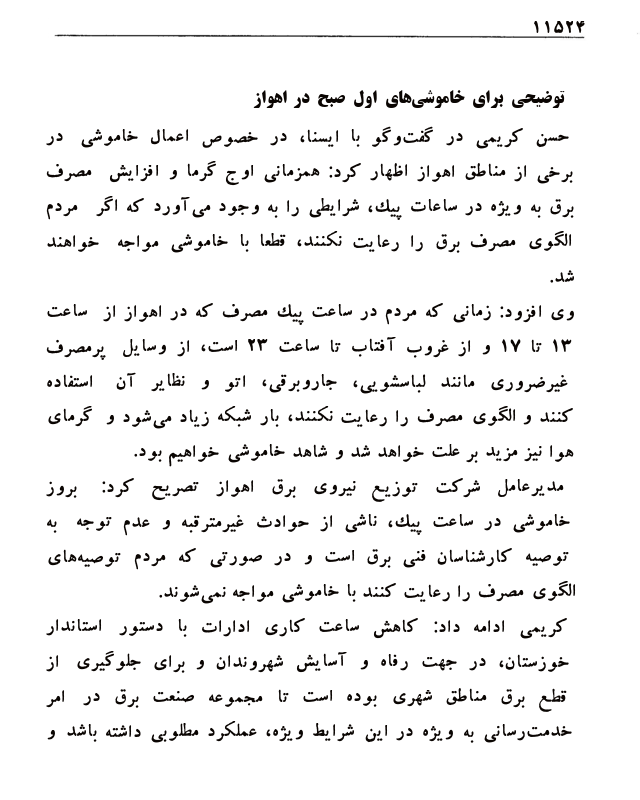 ۱۱۵۲۴
توضیحی برای خاموشی‌های اول صبح در اهواز
حسن کریمی در گفت‌وگو با ایسنا، در خصوص اعمال خاموشی در
برخی از مناطق اهواز اظهار کرد: همزمانی اوج گرما و افزایش مصرف
برق به ویژه در ساعات پیك، شرایطی را به وجود می‌آورد که اگر مردم
الگوی مصرف برق را رعایت نکنند، قطعا با خاموشی مواجه خواهند
شد.
وی افزود: زمانی که مردم در ساعت پیك مصرف که در اهواز از ساعت
۱۳ تا ۱۷ و از غروب آفتاب تا ساعت ۲۳ است، از وسایل پرمصرف
غیرضروری مانند لباسشویی، جاروبرقی، اتو و نظایر آن استفاده
کنند و الگوی مصرف را رعایت نکنند، بار شبکه زیاد می‌شود و گرمای
هوا نیز مزید بر علت خواهد شد و شاهد خاموشی خواهیم بود.
مدیرعامل شرکت توزیع نیروی برق اهواز تصریح کرد: بروز
خاموشی در ساعت پیك، ناشی از حوادث غیرمترقبه و عدم توجه به
توصیه کارشناسان فنی برق است و در صورتی که مردم توصیه‌های
الگوی مصرف را رعایت کنند با خاموشی مواجه نمی‌شوند.
کریمی ادامه داد: کاهش ساعت کاری ادارات با دستور استاندار
خوزستان، در جهت رفاه و آسایش شهروندان و برای جلوگیری از
قطع برق مناطق شهری بوده است تا مجموعه صنعت برق در امر
خدمت‌رسانی به ویژه در این شرایط ویژه، عملکرد مطلوبی داشته باشد و